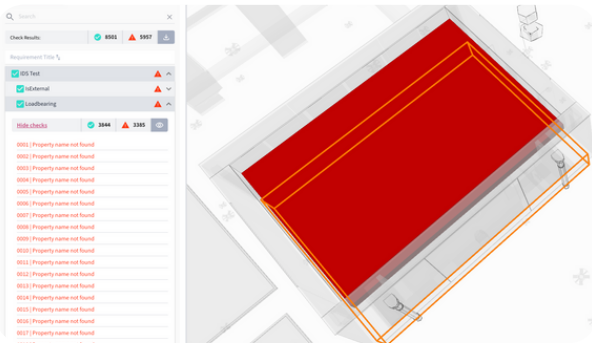 Search
Check Results: 6501 5957
Requirement Title
IDS Test
IsExternal
Loadbearing
Hide checks 3844 3385
0001 | Property name not found
0002 | Property name not found
0003 | Property name not found
0004 | Property name not found
0005 | Property name not found
0006 | Property name not found
0007 | Property name not found
0008 | Property name not found
0009 | Property name not found
0010 | Property name not found
0011 | Property name not found
0012 | Property name not found
0013 | Property name not found
0014 | Property name not found
0015 | Property name not found
0016 | Property name not found
0017 | Property name not found